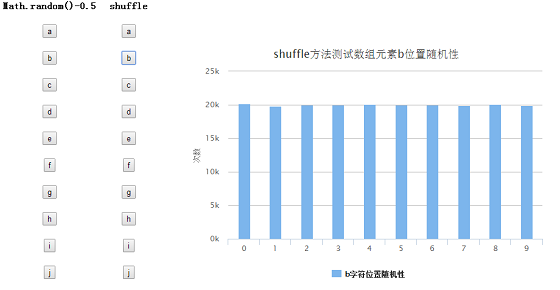 Math.random()-0.5 shuffle
a a
b b
c c
d d
e e
f f
g g
h h
i i
j j
shuffle方法测试数组元素b位置随机性
25k
20k
15k
10k
5k
0k
次数
0 1 2 3 4 5 6 7 8 9
b字符位置随机性